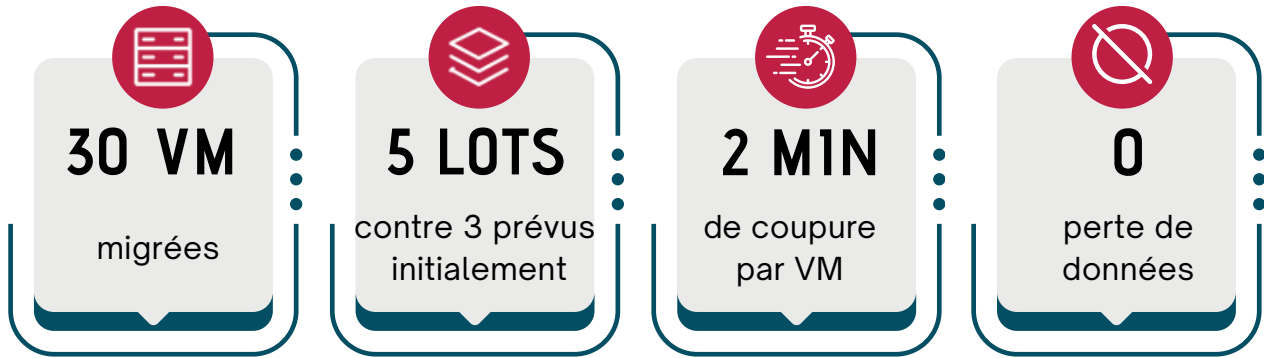 30 VM
migrées
5 LOTS
contre 3 prévus
initialement
2 MIN
de coupure
par VM
0
perte de
données